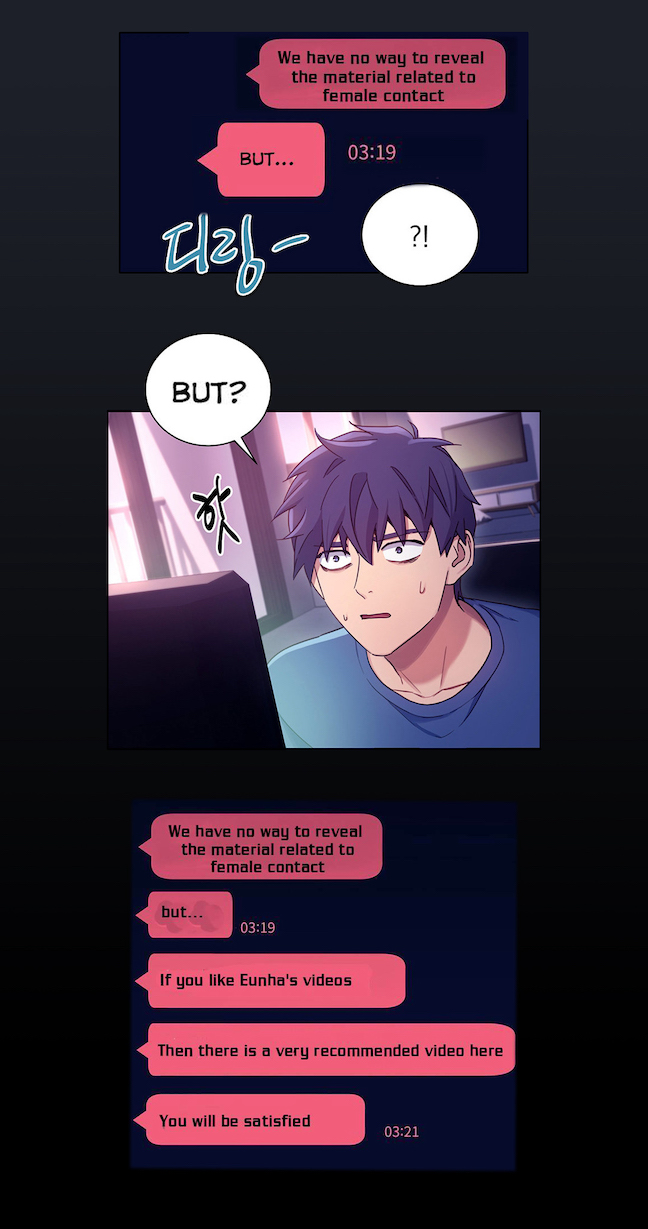 We have no way to reveal
the material related to
female contact
BUT...
03:19
디링
?!
BUT?
핫
We have no way to reveal
the material related to
female contact
but...
03:19
If you like Eunha's videos
Then there is a very recommended video here
You will be satisfied
03:21